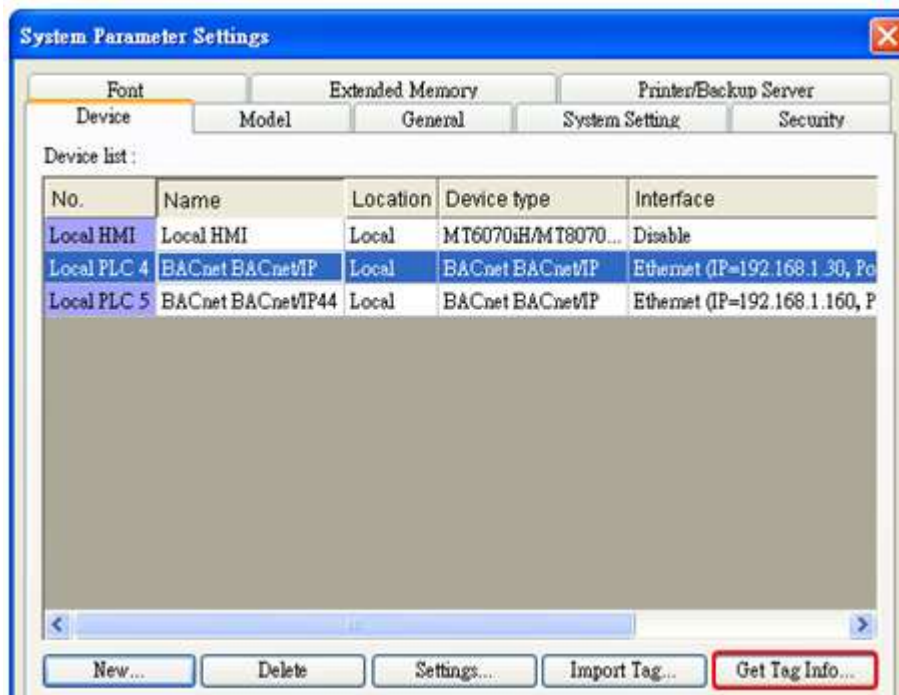 System Parameter Settings
Font Extended Memory Printer/Backup Server
Device Model General System Setting Security
Device list :
No. Name Location Device type Interface
Local HMI Local HMI Local MT6070iH/MT8070... Disable
Local PLC 4 BACnet BACnet/IP Local BACnet BACnet/IP Ethernet (IP=192.168.1.30, Po
Local PLC 5 BACnet BACnet/IP44 Local BACnet BACnet/IP Ethernet (IP=192.168.1.160, P
New... Delete Settings... Import Tag... Get Tag Info...